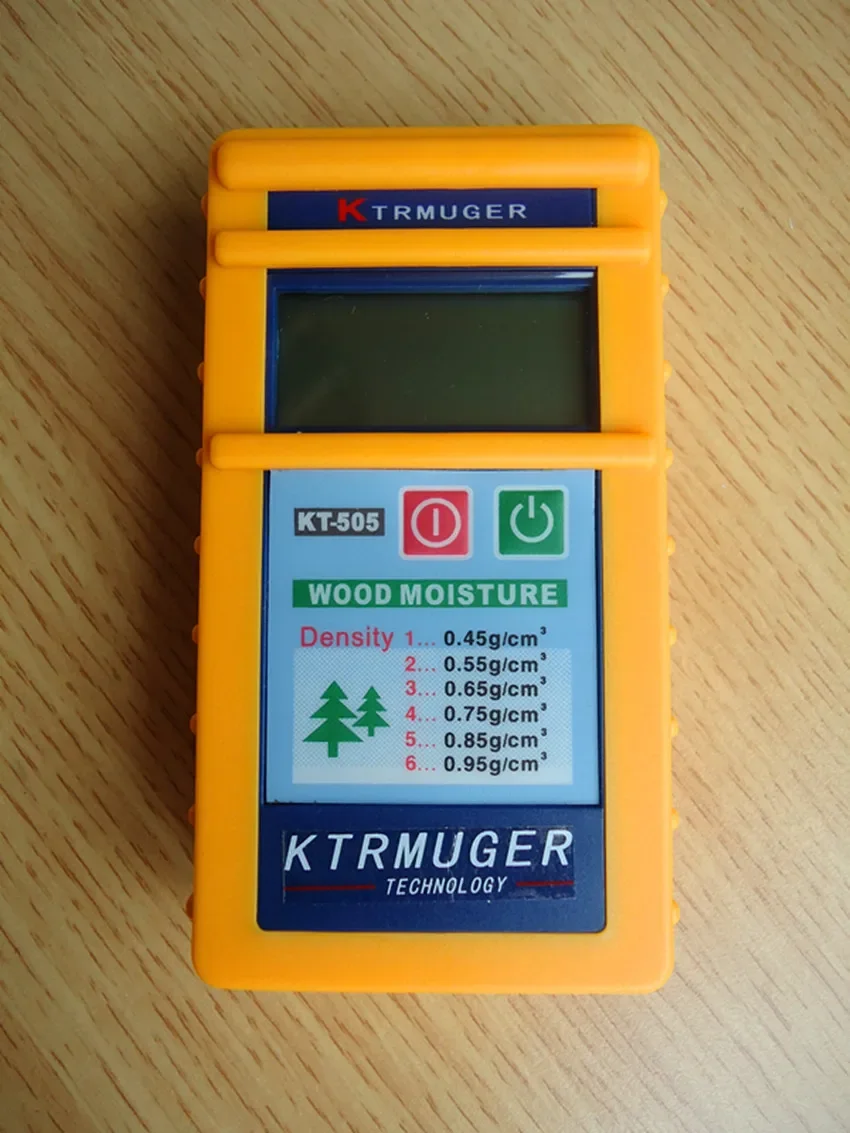 KTRMUGER
KT-505
WOOD MOISTURE
Density 1... 0.45g/cm³
2... 0.55g/cm³
3... 0.65g/cm³
4... 0.75g/cm³
5... 0.85g/cm³
6... 0.95g/cm³
KTRMUGER
TECHNOLOGY